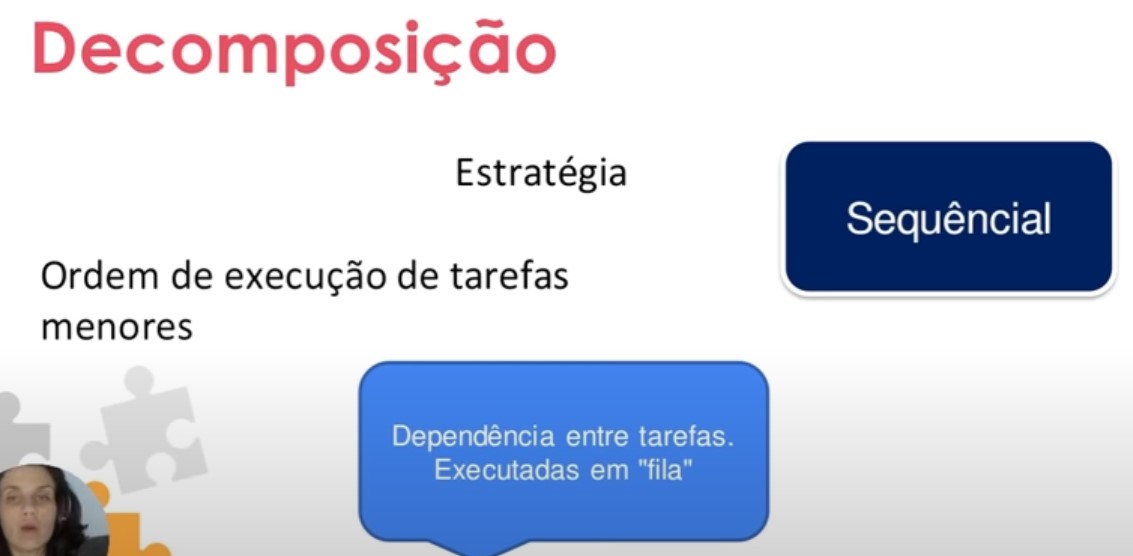 Decomposição
Estratégia
Sequêncial
Ordem de execução de tarefas
menores
Dependência entre tarefas.
Executadas em "fila"